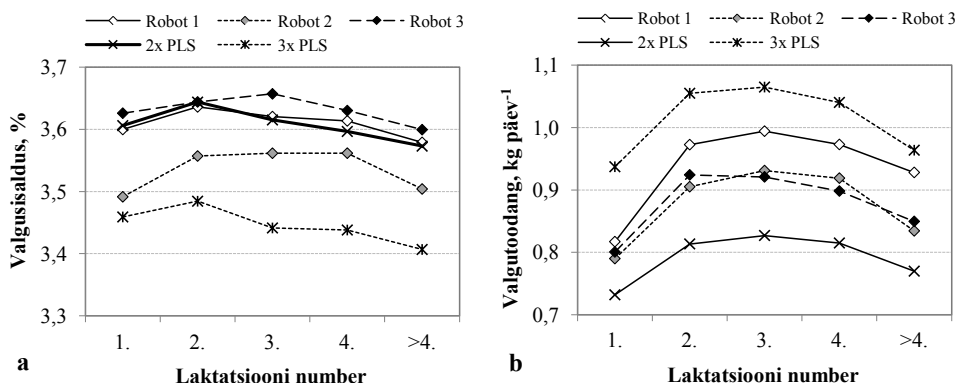 Robot 1 Robot 2 Robot 3
2x PLS 3x PLS
3,7
3,6
3,5
3,4
3,3
Valgusisaldus, %
1. 2. 3. 4. >4.
a
Laktatsiooni number
Robot 1 Robot 2 Robot 3
2x PLS 3x PLS
1,1
1,0
0,9
0,8
0,7
Valgutoodang, kg päev-1
1. 2. 3. 4. >4.
b
Laktatsiooni number